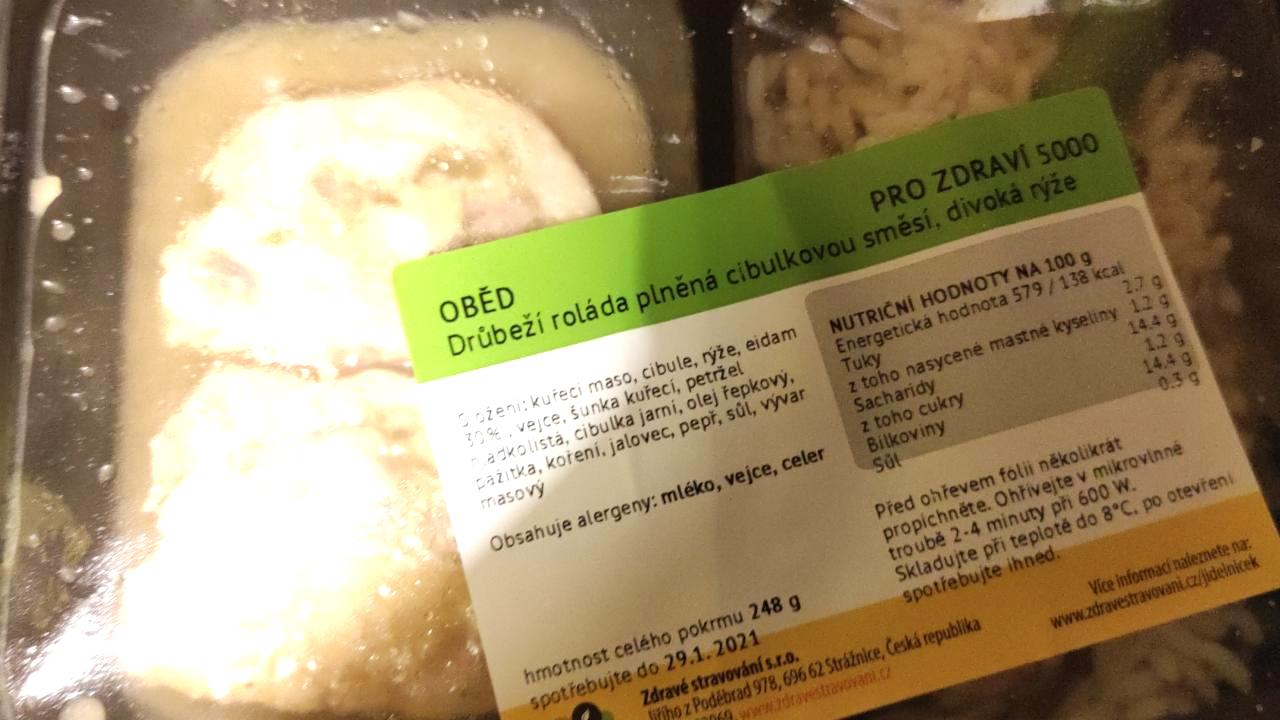 PRO ZDRAVÍ 5000
OBĚD
Drůbeží roláda plněná cibulkovou směsí, divoká rýže
Složení: kuřecí maso, cibule, rýže, eidam
30% , vejce, šunka kuřecí, petržel
hladkolistá, cibulka jarní, olej řepkový,
pažitka, koření, jalovec, pepř, sůl, vývar
masový
Obsahuje alergeny: mléko, vejce, celer
hmotnost celého pokrmu 248 g
spotřebujte do 29.1. 2021
NUTRIČNÍ HODNOTY NA 100 g
Energetická hodnota 579 / 138 kcal
Tuky 2.7 g
z toho nasycené mastné kyseliny 1.2 g
Sacharidy 14.4 g
z toho cukry 1.2 g
Bílkoviny 14.4 g
Sůl 0.3 g
Před ohřevem fólii několikrát
propíchněte. Ohřívejte v mikrovlnné
troubě 2-4 minuty při 600 W.
Skladujte při teplotě do 8°C, po otevření
spotřebujte ihned.
Zdravé stravování s.r.o.
Jiřího z Poděbrad 978, 696 62 Strážnice, Česká republika
www.zdravestravovani.cz
Více informací naleznete na:
www.zdravestravovani.cz/jidelnicek